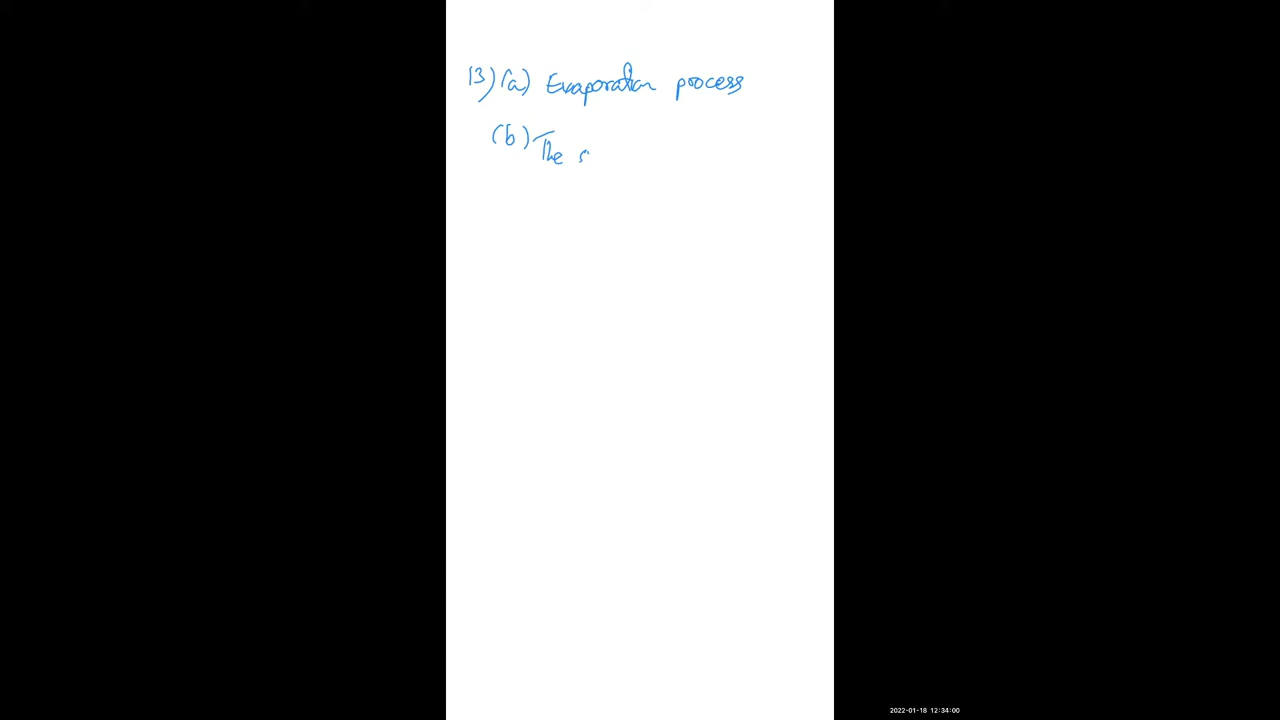 13) (a) Evaporation process
(b) The s
2022-01-18 12:34:00